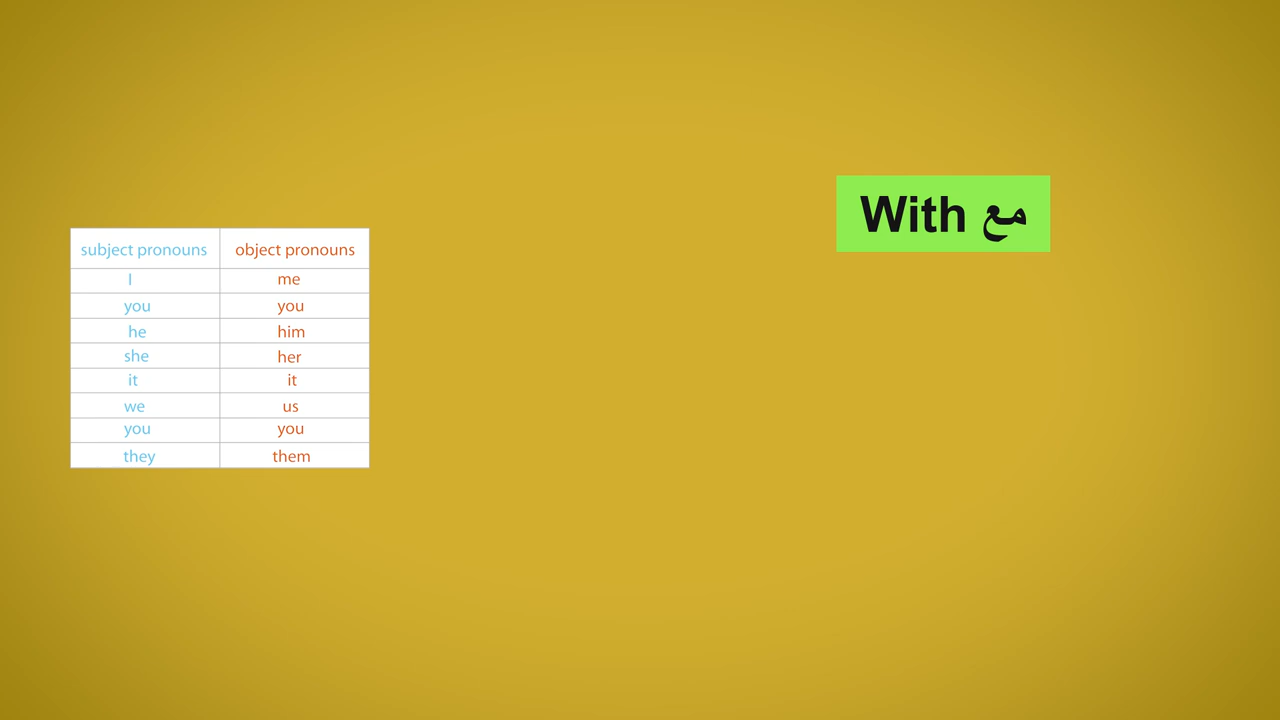 With مع
subject pronouns object pronouns
I me
you you
he him
she her
it it
we us
you you
they them